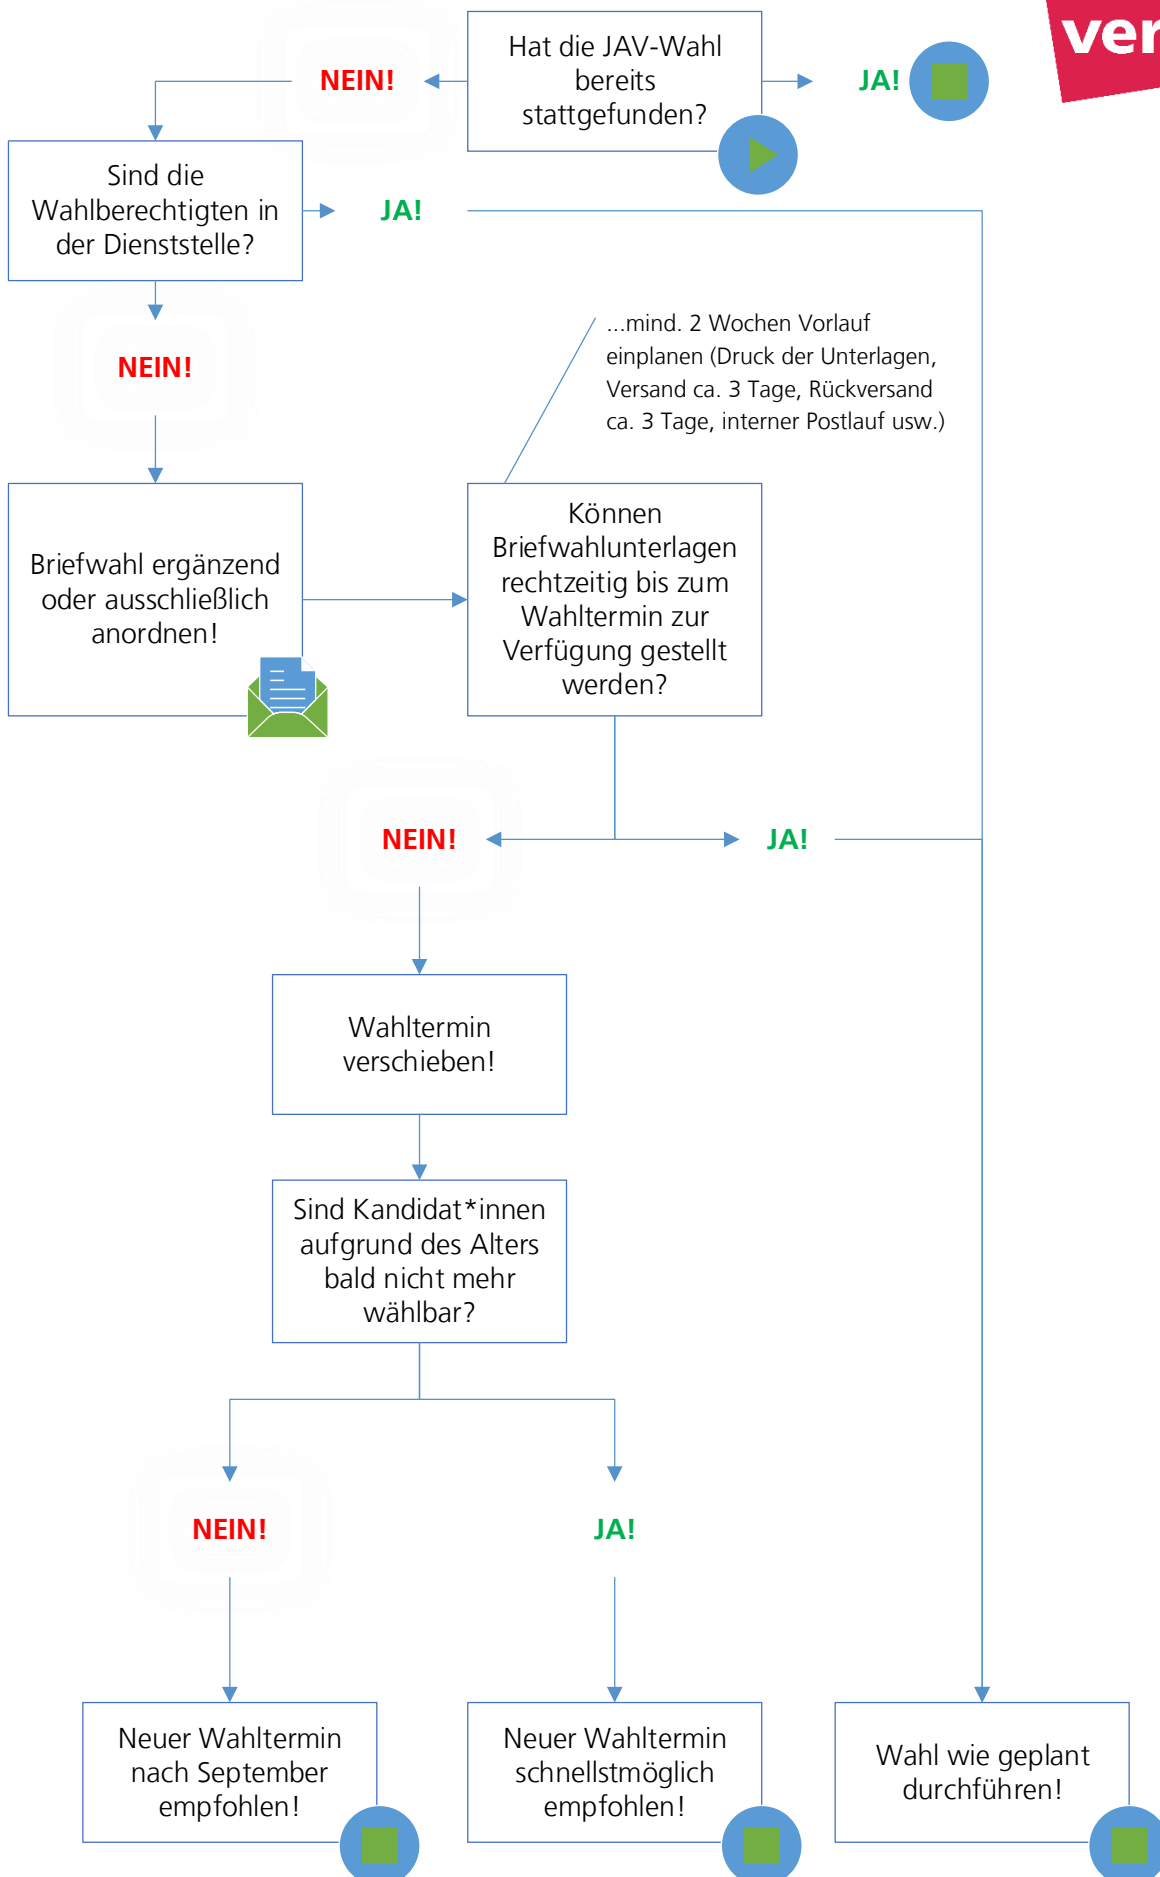 ver
Hat die JAV-Wahl
bereits
stattgefunden?
NEIN!
JA!
Sind die
Wahlberechtigten in
der Dienststelle?
JA!
NEIN!
...mind. 2 Wochen Vorlauf
einplanen (Druck der Unterlagen,
Versand ca. 3 Tage, Rückversand
ca. 3 Tage, interner Postlauf usw.)
Briefwahl ergänzend
oder ausschließlich
anordnen!
Können
Briefwahlunterlagen
rechtzeitig bis zum
Wahltermin zur
Verfügung gestellt
werden?
NEIN!
JA!
Wahltermin
verschieben!
Sind Kandidat*innen
aufgrund des Alters
bald nicht mehr
wählbar?
NEIN!
JA!
Neuer Wahltermin
nach September
empfohlen!
Neuer Wahltermin
schnellstmöglich
empfohlen!
Wahl wie geplant
durchführen!